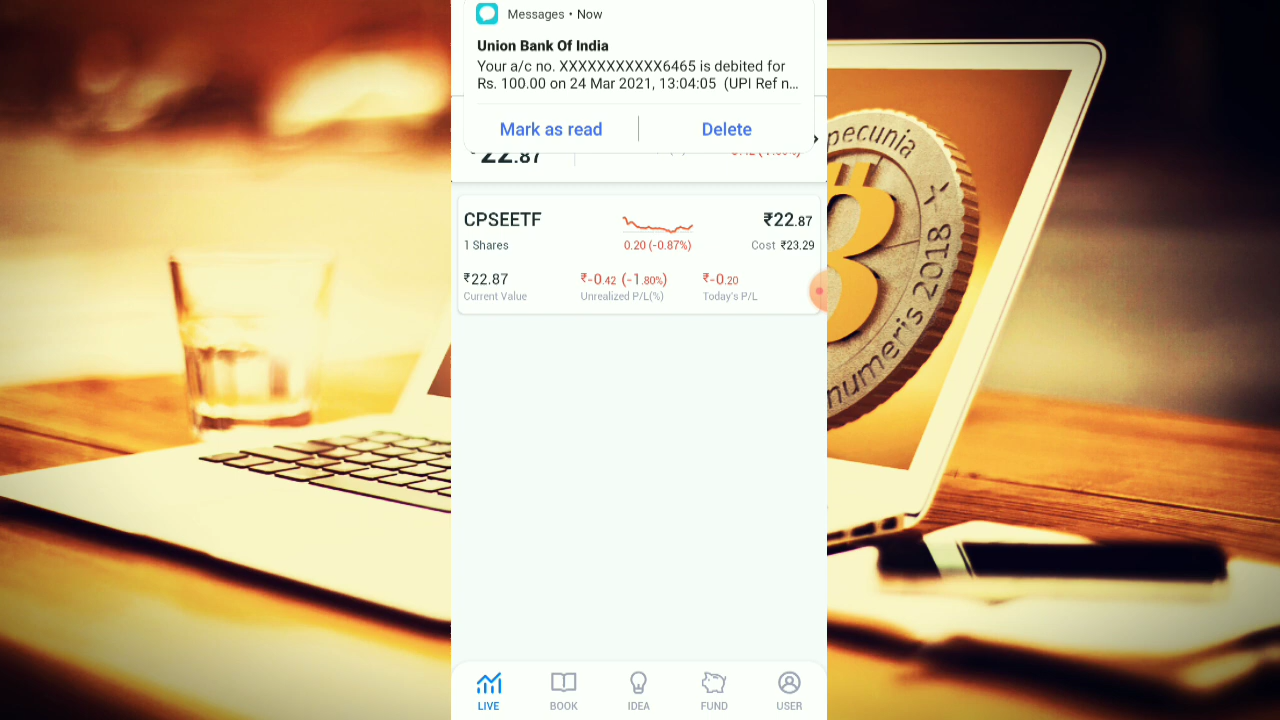 Messages • Now
Union Bank Of India
Your a/c no. XXXXXXXXXXX6465 is debited for
Rs. 100.00 on 24 Mar 2021, 13:04:05 (UPI Ref n...
Mark as read
Delete
22.87
CPSEETF
₹22.87
1 Shares
0.20 (-0.87%)
Cost ₹23.29
₹22.87
₹-0.42 (-1.80%)
₹-0.20
Current Value
Unrealized P/L(%)
Today's P/L
LIVE
BOOK
IDEA
FUND
USER
pecunia
numeris 2018